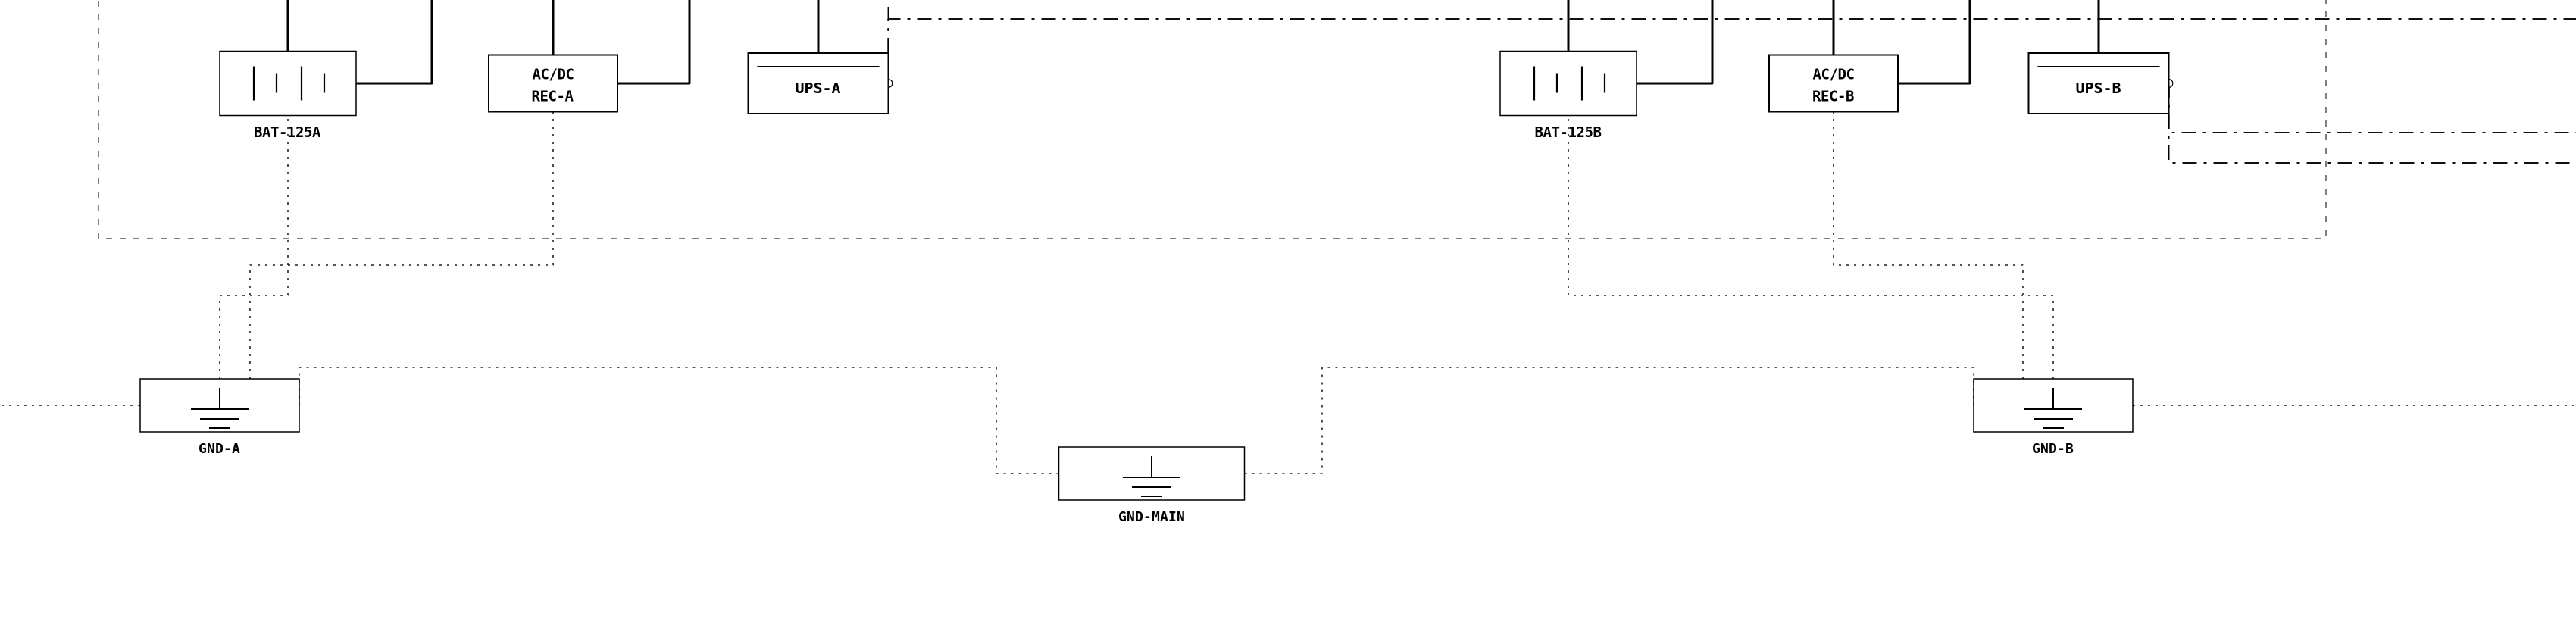 AC/DC
REC-A
UPS-A
AC/DC
REC-B
UPS-B
BAT-125A
BAT-125B
GND-A
GND-B
GND-MAIN